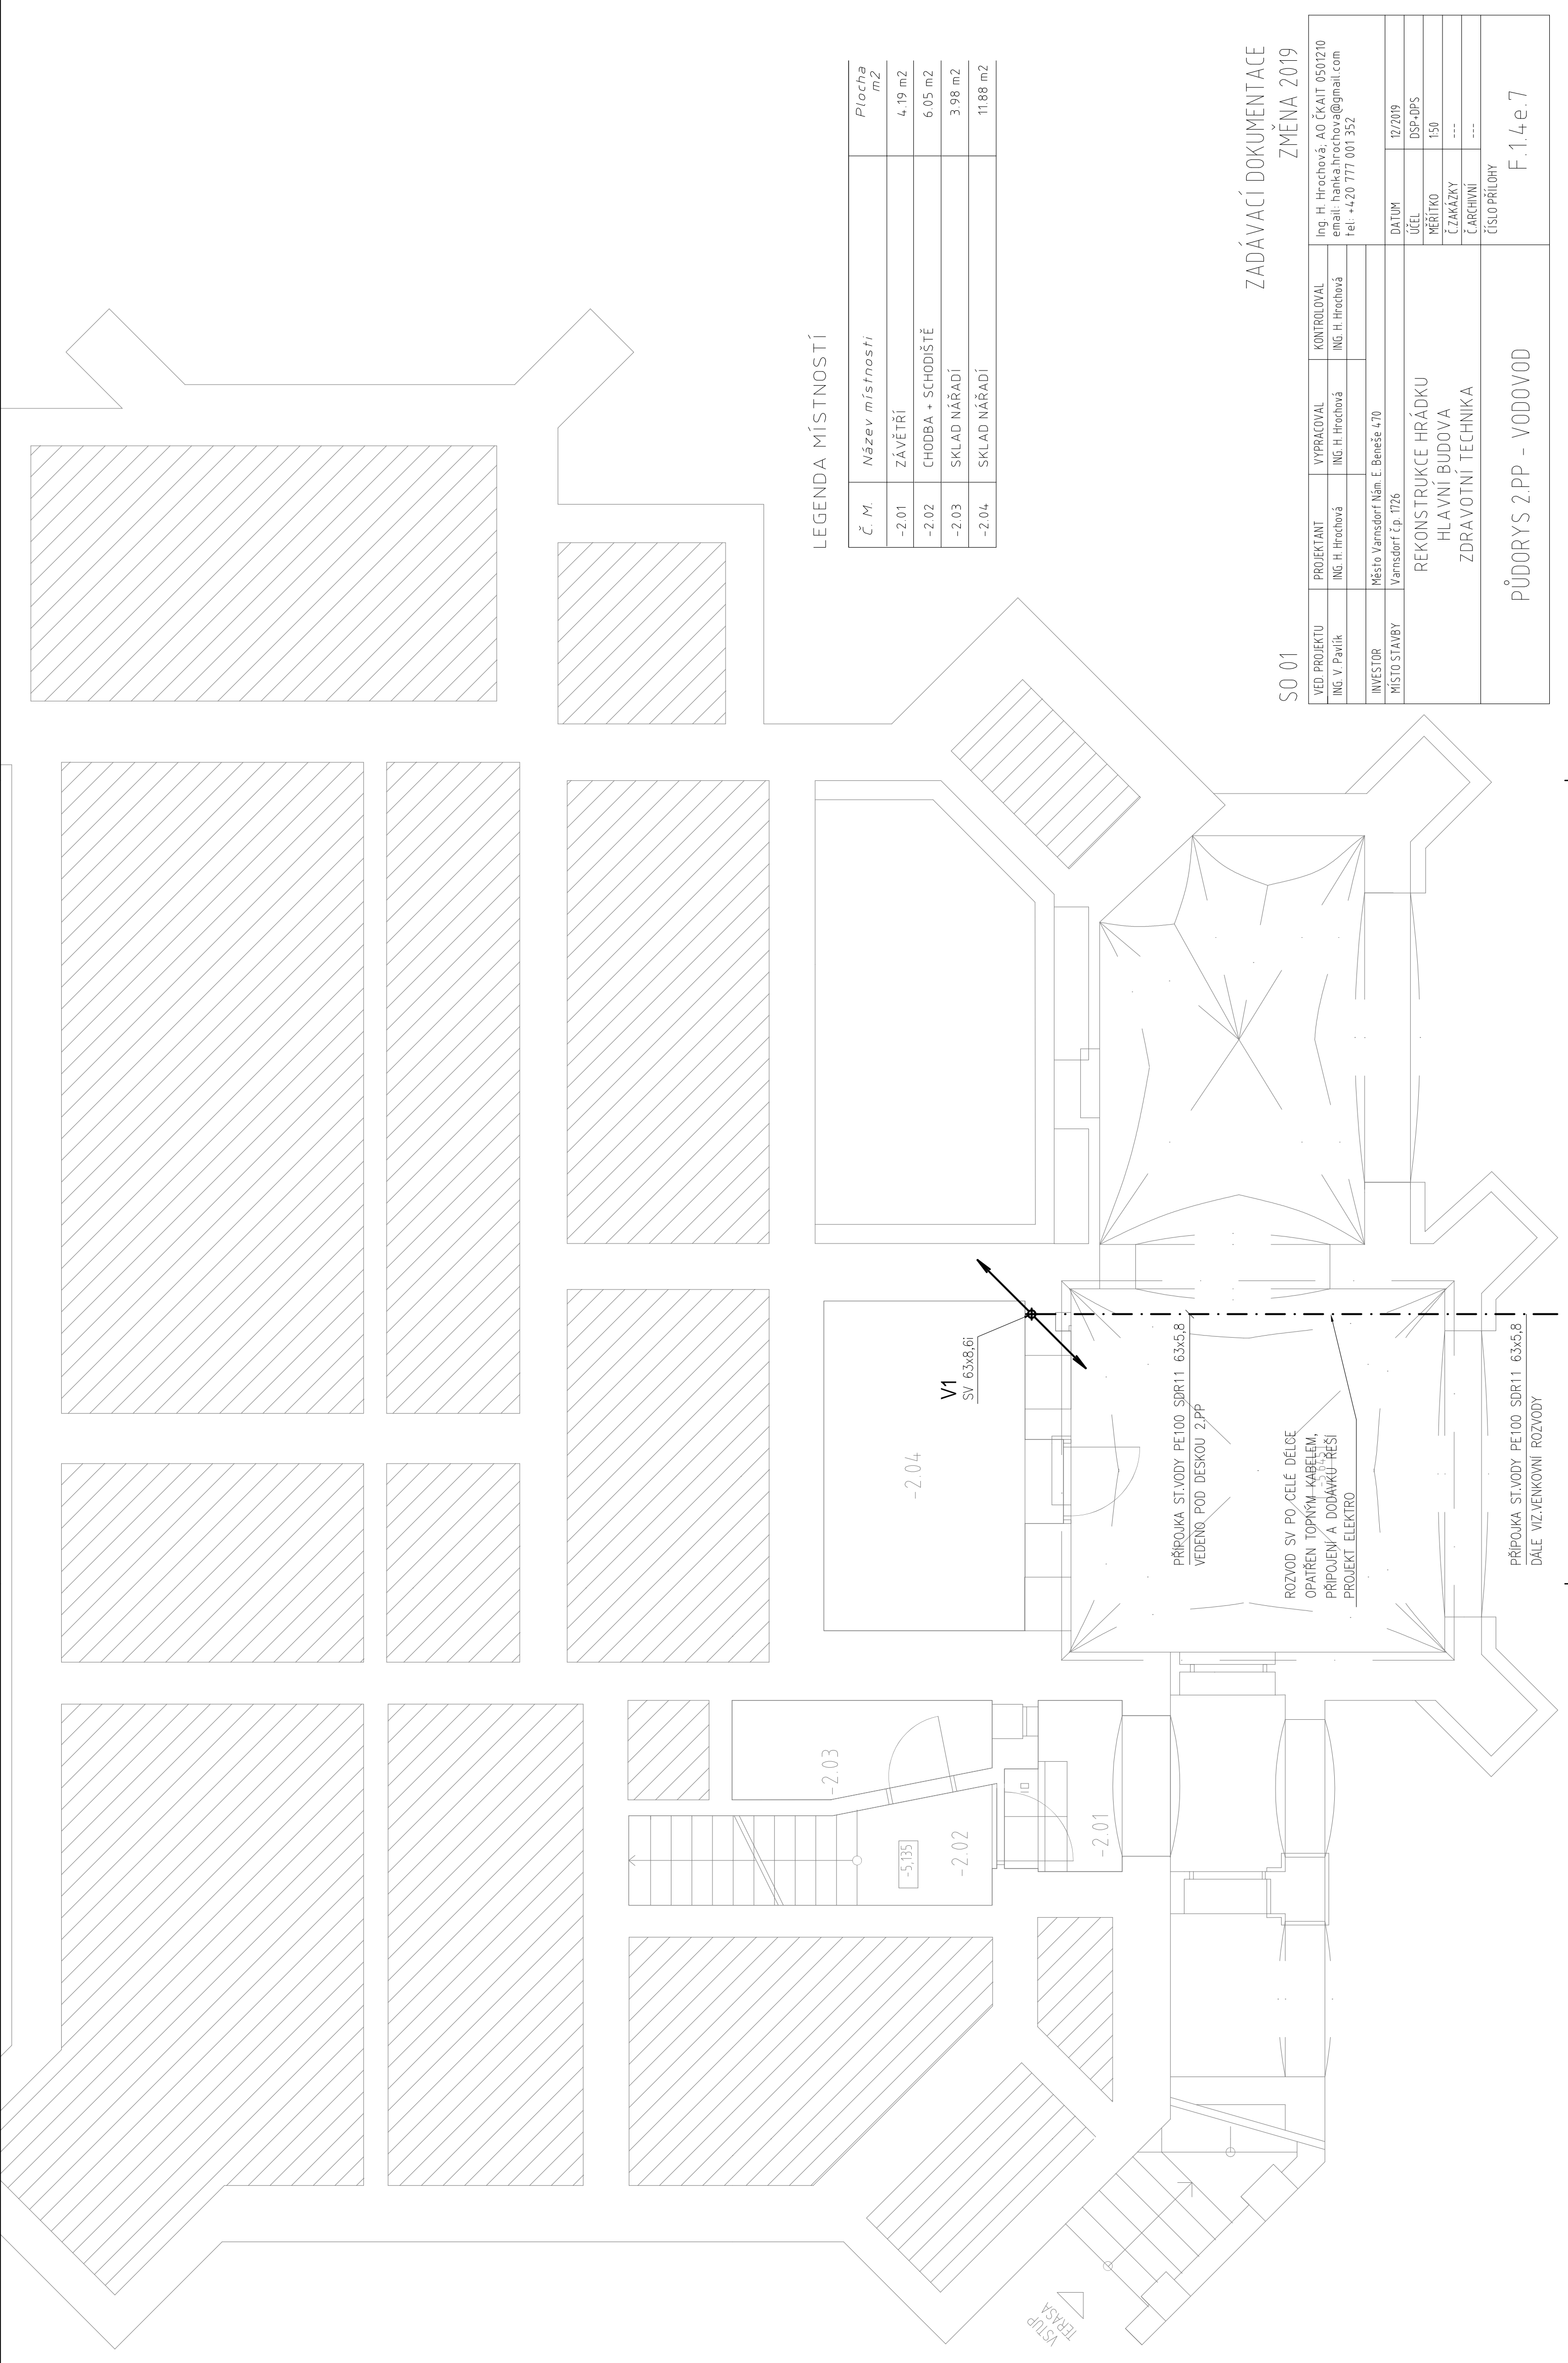 LEGENDA MÍSTNOSTÍ
Č. M. Název místnosti Plocha m2
-2.01 ZÁVĚTŘÍ 4.19 m2
-2.02 CHODBA + SCHODIŠTĚ 6.05 m2
-2.03 SKLAD NÁŘADÍ 3.98 m2
-2.04 SKLAD NÁŘADÍ 11.88 m2
V1
SV 63x8,6i
-2.04
-2.03
-5,135
-2.02
-2.01
PŘÍPOJKA ST.VODY PE100 SDR11 63x5,8
VEDENO POD DESKOU 2.PP
ROZVOD SV PO CELÉ DÉLCE
OPATŘEN TOPNÝM KABELEM,
PŘIPOJENÍ A DODÁVKU ŘEŠÍ
PROJEKT ELEKTRO
PŘÍPOJKA ST.VODY PE100 SDR11 63x5,8
DÁLE VIZ.VENKOVNÍ ROZVODY
VSTUP
TERASA
ZADÁVACÍ DOKUMENTACE
SO 01 ZMĚNA 2019
VED. PROJEKTU PROJEKTANT VYPRACOVAL KONTROLOVAL
ING. V. Pavlík ING. H. Hrochová ING. H. Hrochová ING. H. Hrochová
Ing. H. Hrochová, AO ČKAIT 0501210
email: hanka.hrochova@gmail.com
tel: +420 777 001 352
INVESTOR Město Varnsdorf Nám. E. Beneše 470
MÍSTO STAVBY Varnsdorf č.p. 1726
DATUM 12/2019
ÚČEL DSP+DPS
MĚŘÍTKO 1:50
Č.ZAKÁZKY ---
Č.ARCHIVNÍ ---
REKONSTRUKCE HRÁDKU
HLAVNÍ BUDOVA
ZDRAVOTNÍ TECHNIKA
PŮDORYS 2.PP - VODOVOD
ČÍSLO PŘÍLOHY
F.1.4e.7